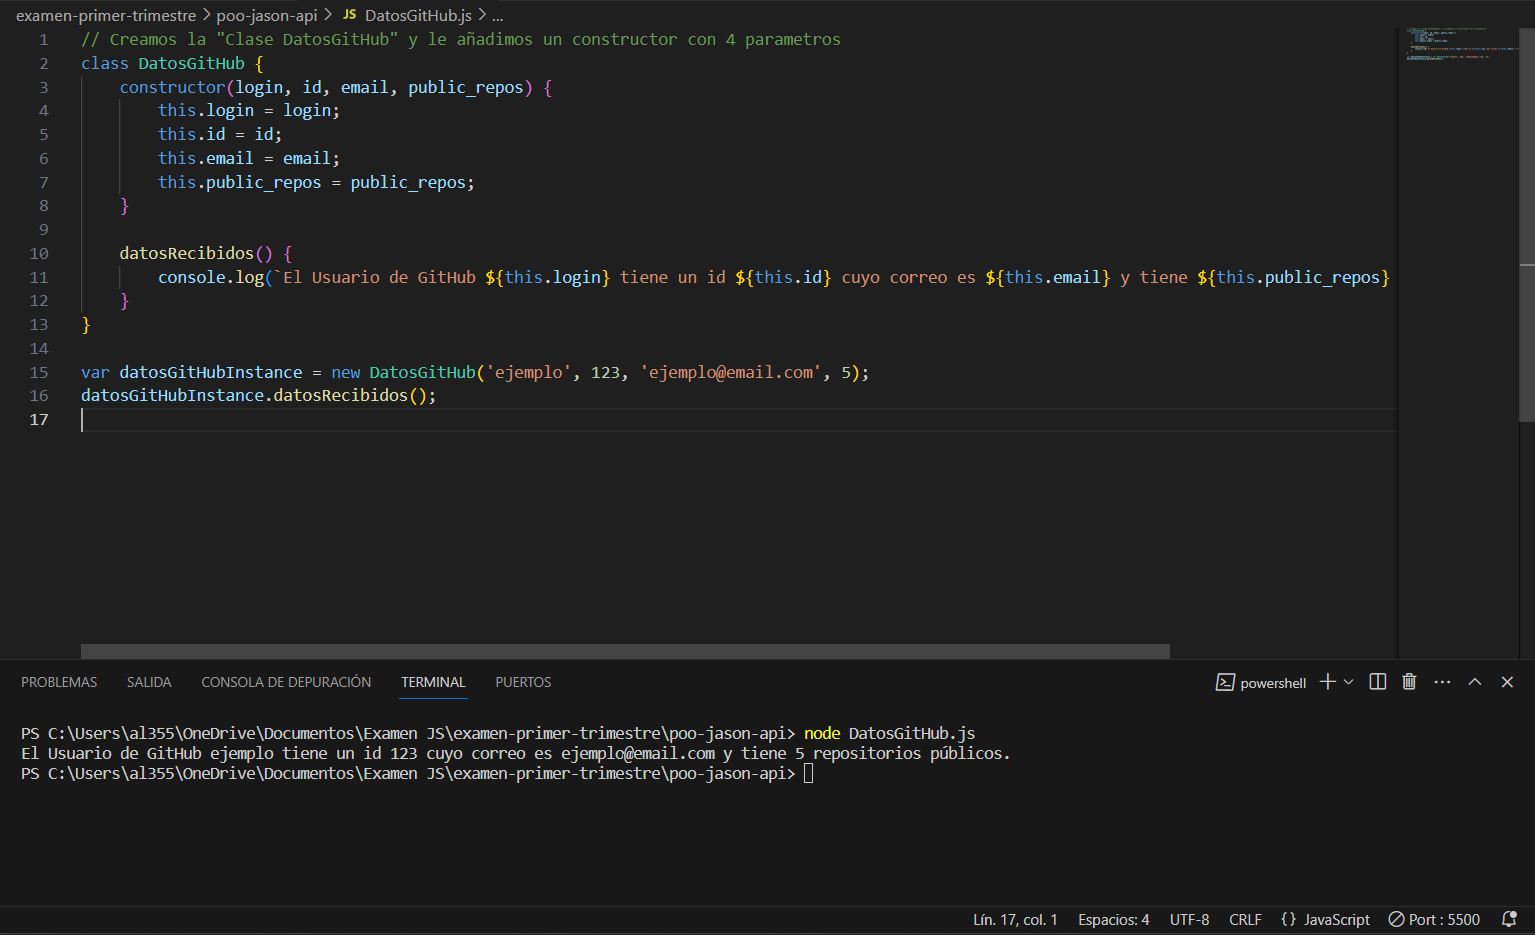 examen-primer-trimestre > poo-jason-api > JS DatosGitHub.js > ...
1 // Creamos la "Clase DatosGitHub" y le añadimos un constructor con 4 parametros
2 class DatosGitHub {
3 constructor(login, id, email, public_repos) {
4 this.login = login;
5 this.id = id;
6 this.email = email;
7 this.public_repos = public_repos;
8 }
9
10 datosRecibidos() {
11 console.log(`El Usuario de GitHub ${this.login} tiene un id ${this.id} cuyo correo es ${this.email} y tiene ${this.public_repos}
12 }
13 }
14
15 var datosGitHubInstance = new DatosGitHub('ejemplo', 123, 'ejemplo@email.com', 5);
16 datosGitHubInstance.datosRecibidos();
17
PROBLEMAS SALIDA CONSOLA DE DEPURACIÓN TERMINAL PUERTOS powershell
PS C:\Users\al355\OneDrive\Documentos\Examen JS\examen-primer-trimestre\poo-jason-api> node DatosGitHub.js
El Usuario de GitHub ejemplo tiene un id 123 cuyo correo es ejemplo@email.com y tiene 5 repositorios públicos.
PS C:\Users\al355\OneDrive\Documentos\Examen JS\examen-primer-trimestre\poo-jason-api>
Lín. 17, col. 1 Espacios: 4 UTF-8 CRLF {} JavaScript Port : 5500